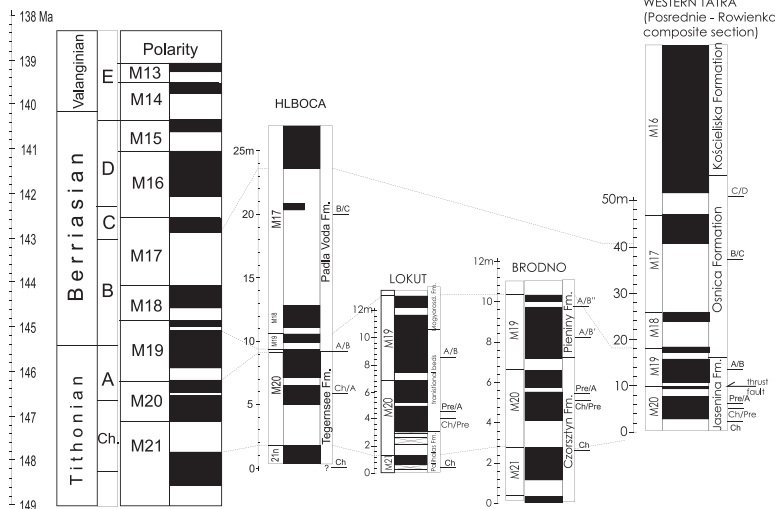 138 Ma
139
140
141
142
143
144
145
146
147
148
149
Valanginian
Berriasian
Tithonian
E
D
C
B
A
Ch.
Polarity
M13
M14
M15
M16
M17
M18
M19
M20
M21
HLBOCA
25m
20
15
10
5
0
M17
M18
M19
M20
21n
Padla Voda Fm.
Tegernsee Fm.
B/C
A/B
Ch/A
? Ch
LOKUT
12m
10
8
6
4
2
0
M19
M20
M21
Transitional beds
A/B
Pre/A
Ch/Pre
Ch
BRODNO
12m
10
8
6
4
2
0
M19
M20
M21
Pieniny Fm.
Czorsztyn Fm.
A/B"
A/B'
Pre/A
Ch/Pre
Ch
WESTERN TATRA
(Posrednie - Rowienka
composite section)
50m
40
30
20
10
0
M16
M17
M18
M19
M20
Kościeliska Formation
Osnica Formation
Jasenina Fm.
C/D
B/C
A/B
thrust
fault
Pre/A
Ch/Pre
Ch